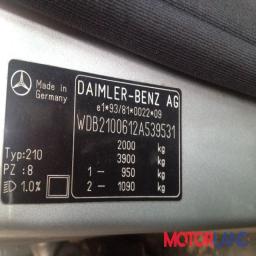 Made in
Germany
DAIMLER-BENZ AG
e1*93/81*0022*09
WDB2100612A539531
2000 kg
3900 kg
1— 950 kg
2— 1090 kg
Typ:210
PZ :8
1.0%
MOTORLAND